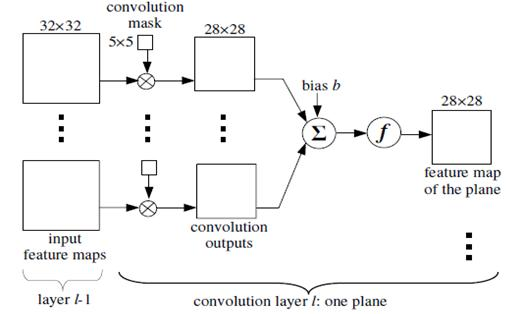 convolution
mask
32×32
5×5
28×28
bias b
Σ
f
28×28
feature map
of the plane
input
feature maps
convolution
outputs
layer l-1
convolution layer l: one plane